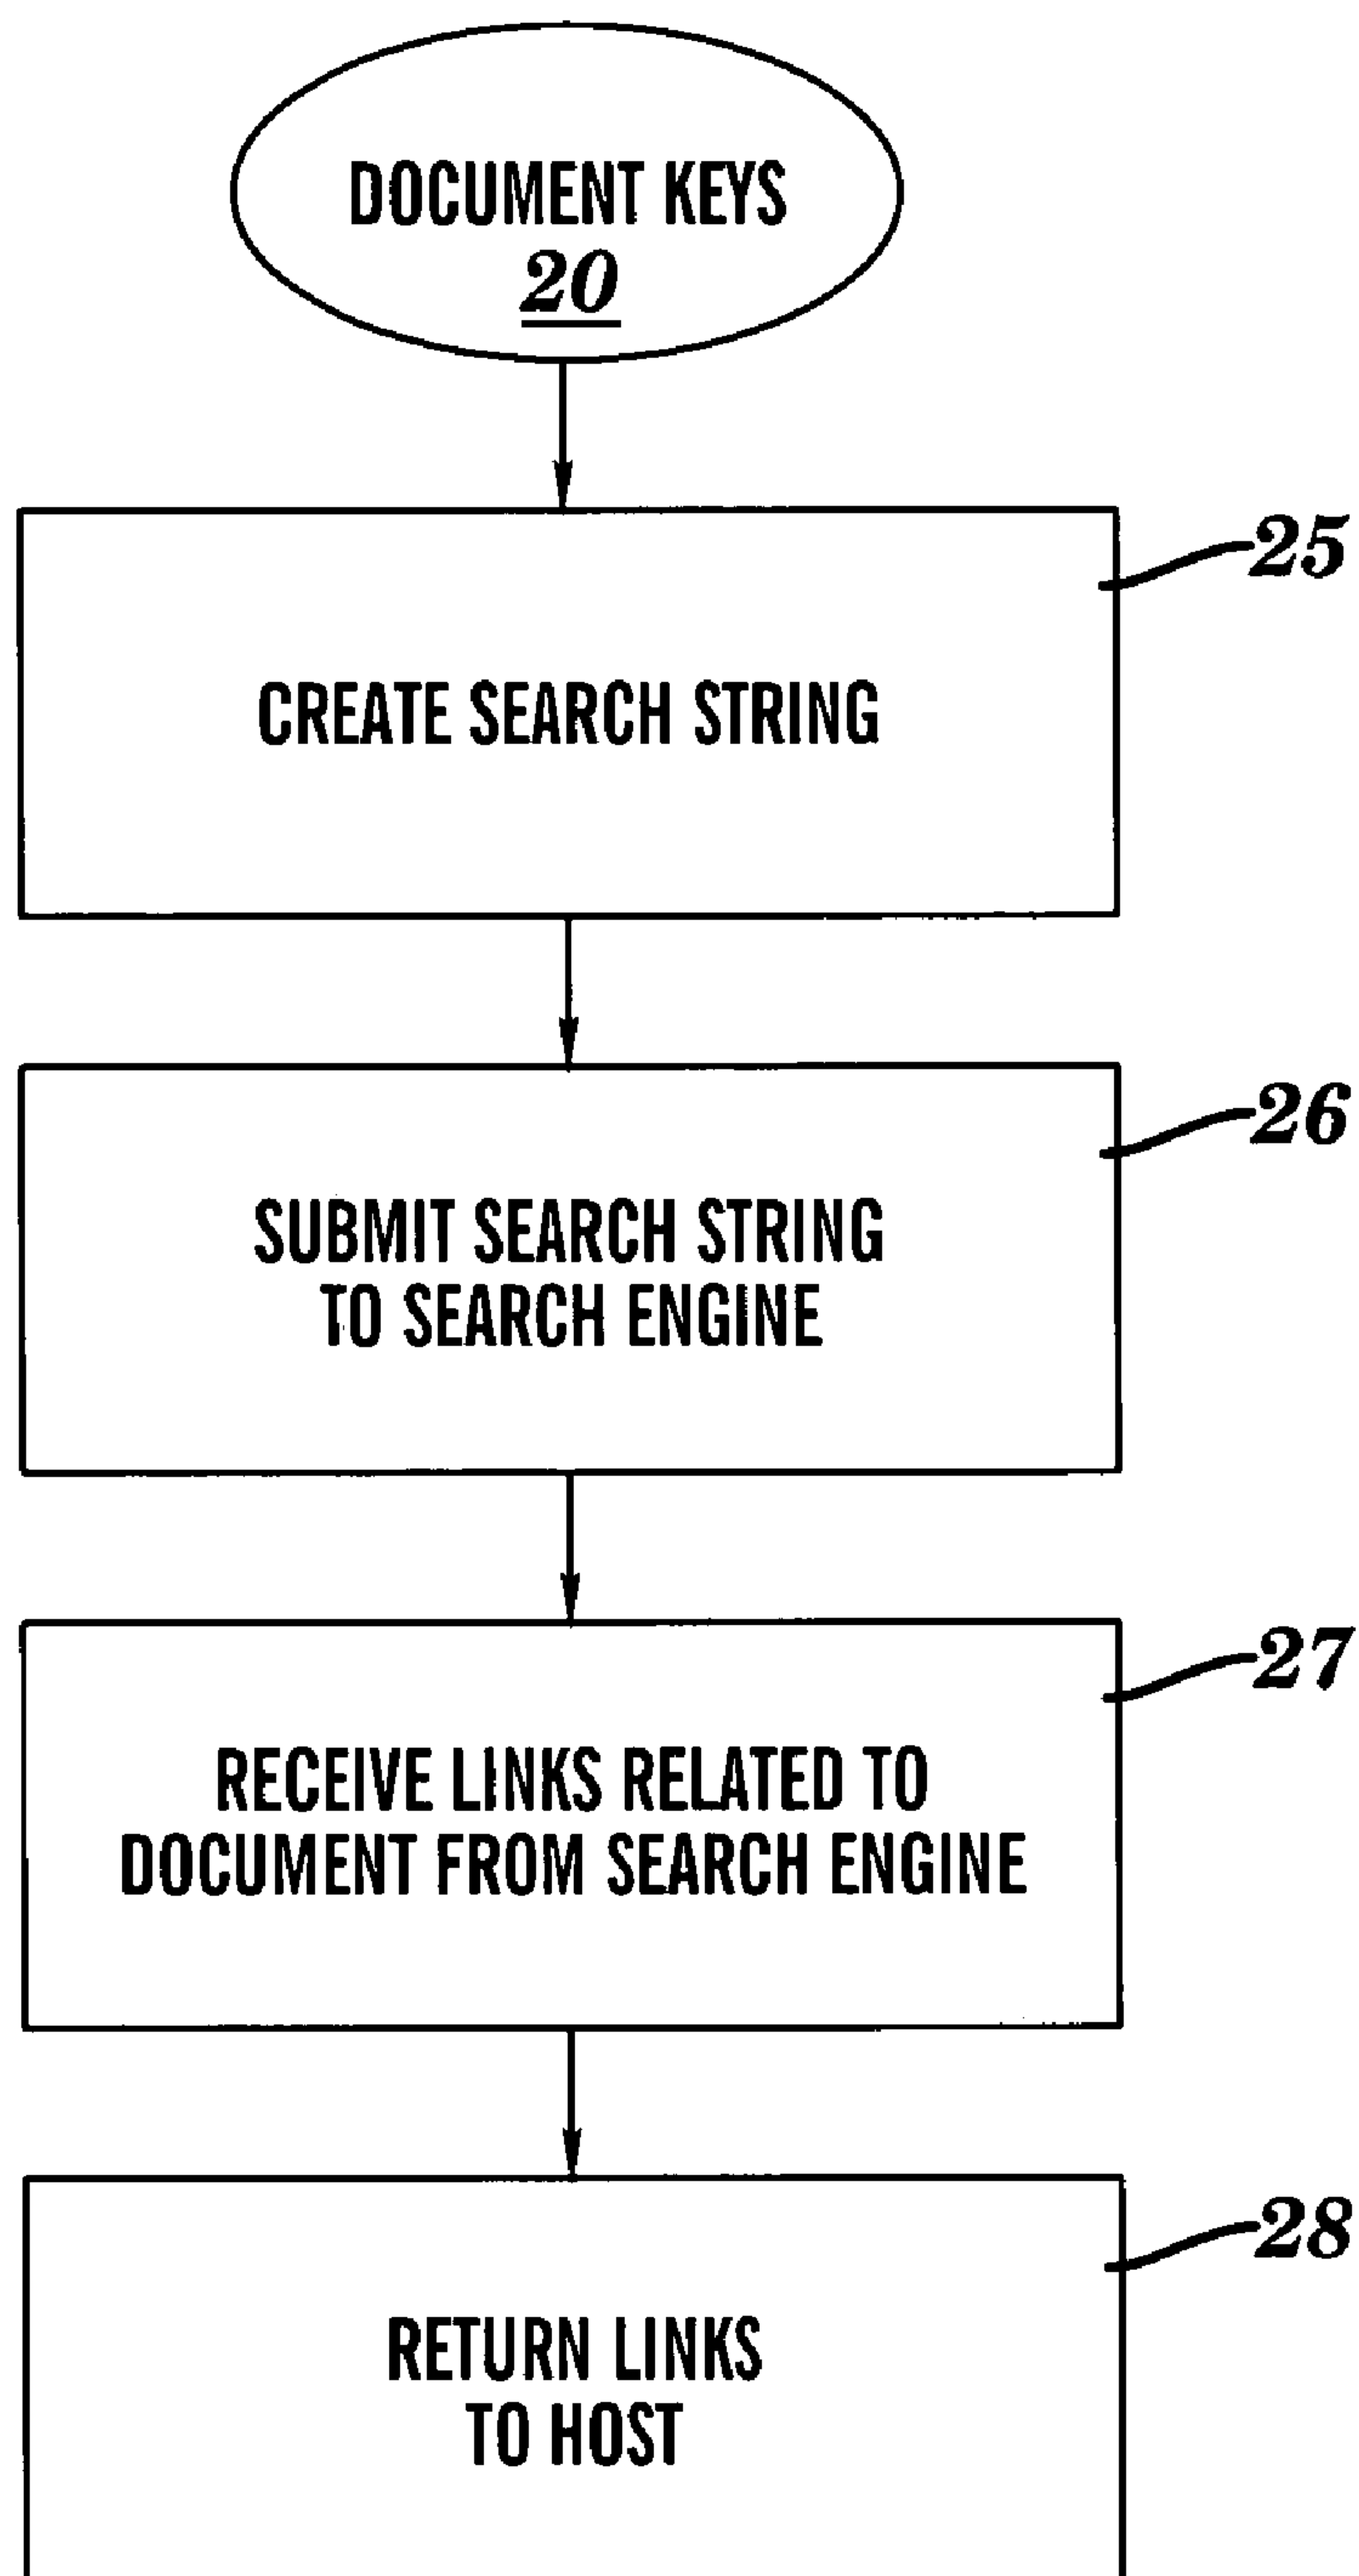 DOCUMENT KEYS
20
25
CREATE SEARCH STRING
26
SUBMIT SEARCH STRING
TO SEARCH ENGINE
27
RECEIVE LINKS RELATED TO
DOCUMENT FROM SEARCH ENGINE
28
RETURN LINKS
TO HOST